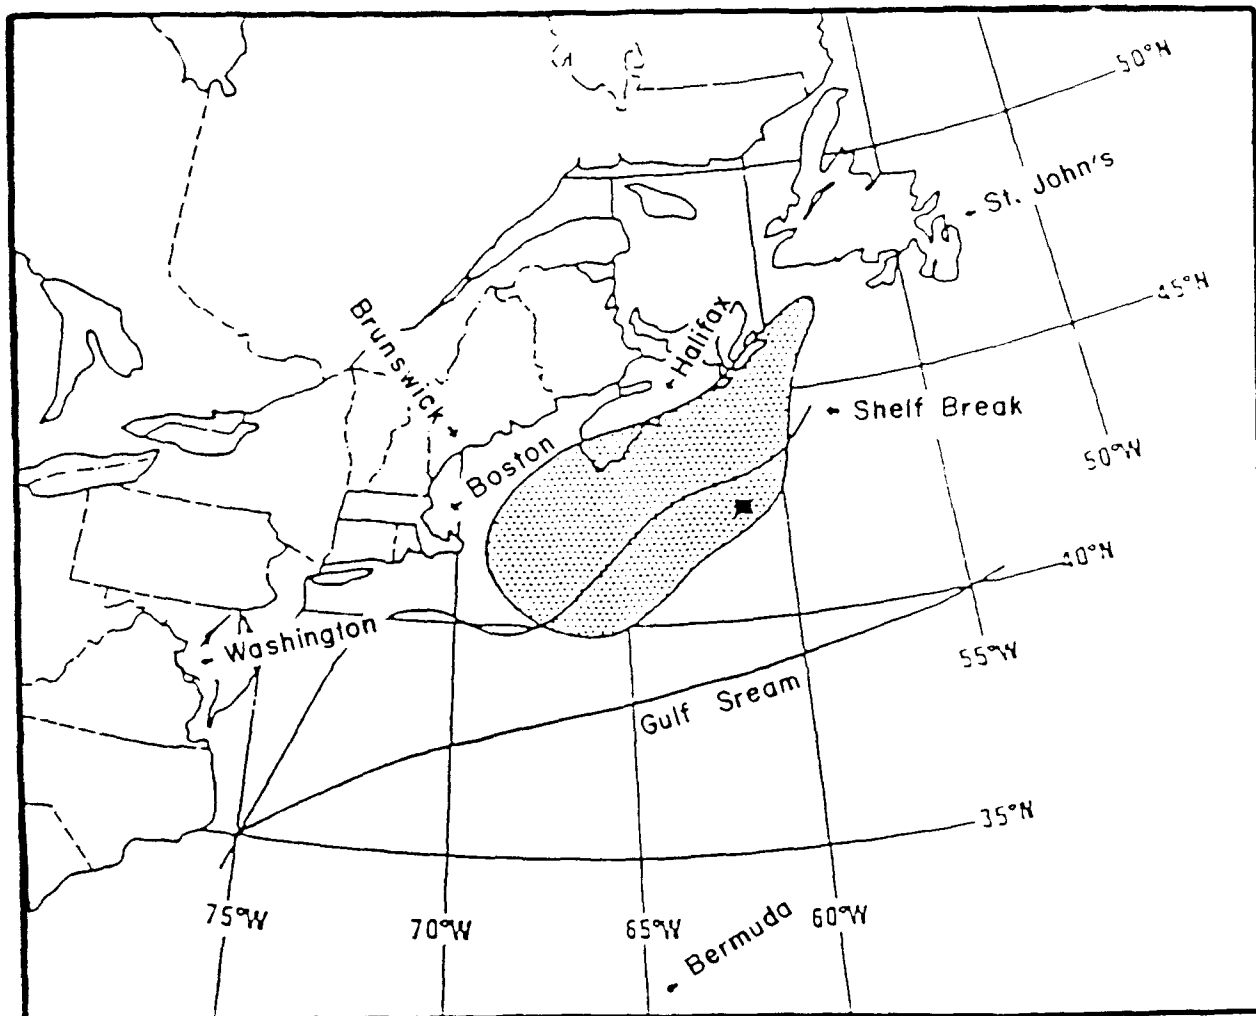 50°N
St. John's
45°N
Brunswick
Halifax
Shelf Break
Boston
50°W
40°N
Washington
55°W
Gulf Sream
35°N
75°W
70°W
65°W
60°W
Bermuda